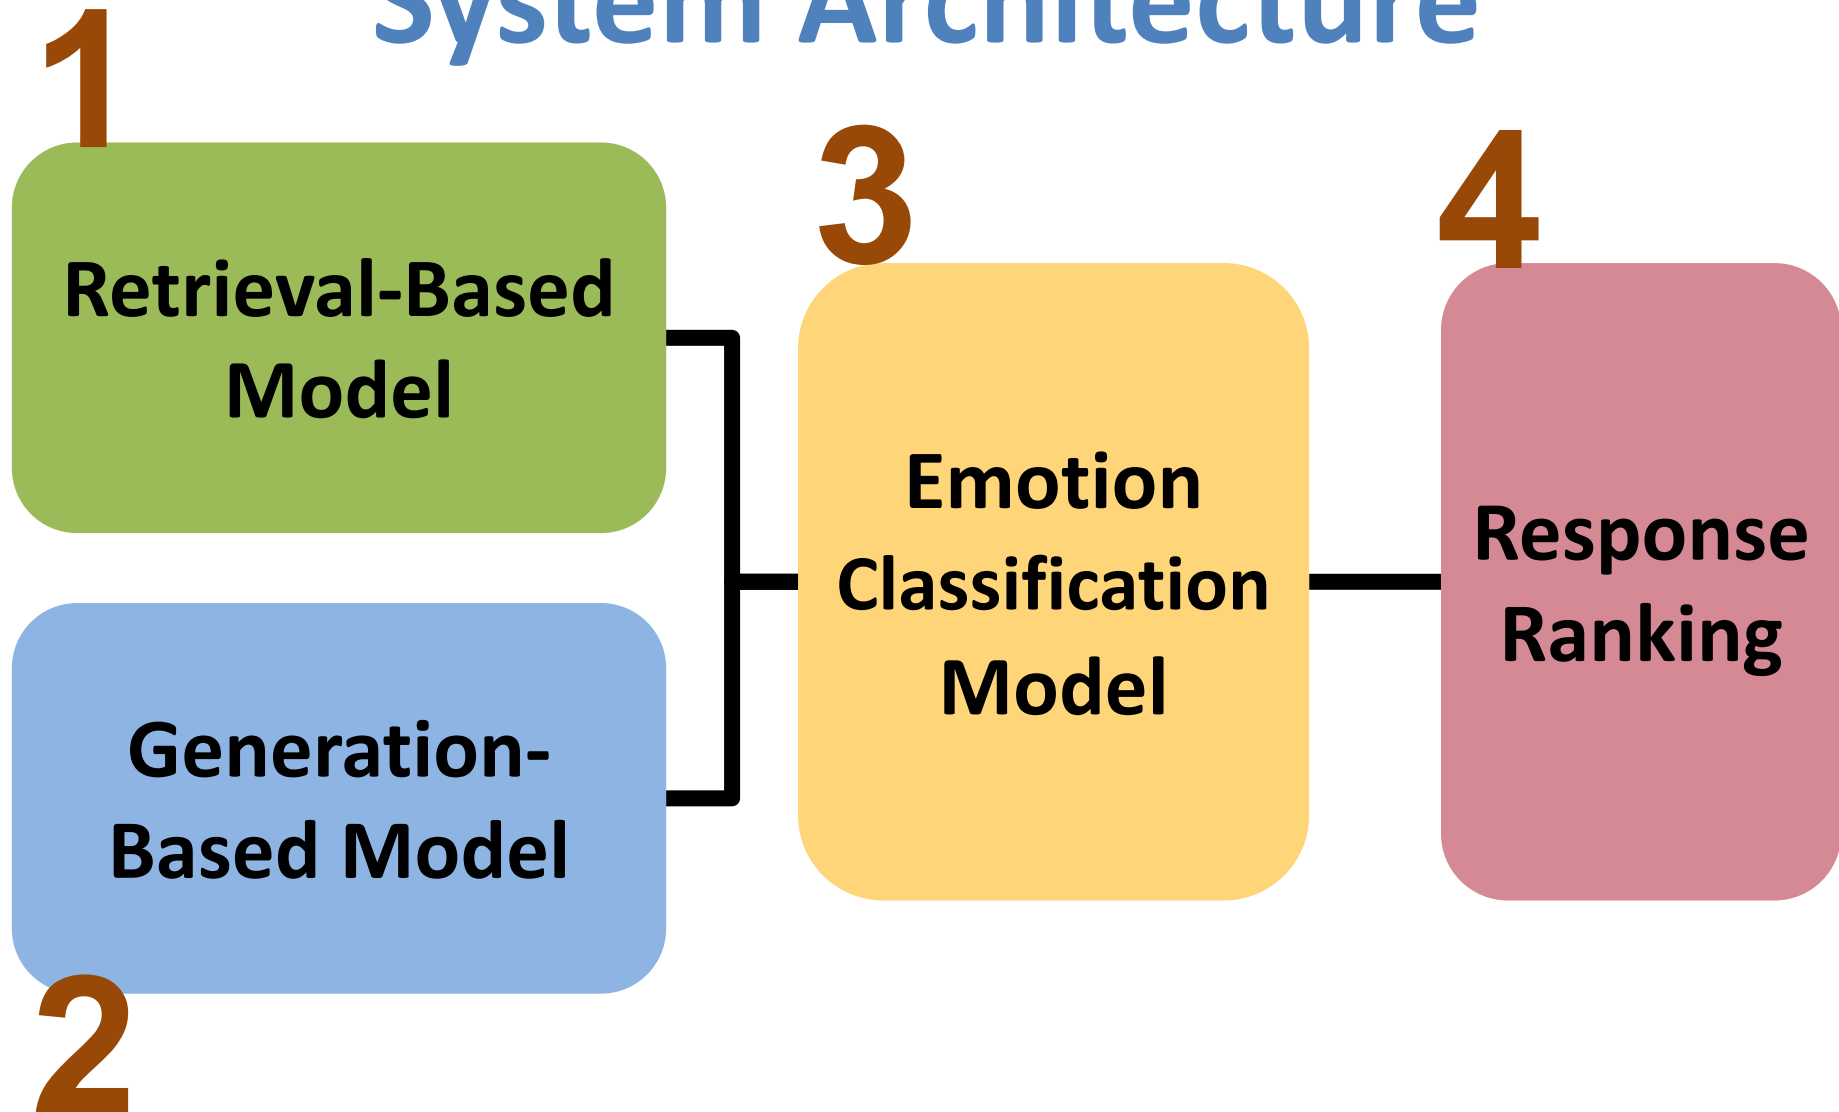 System Architecture
1
Retrieval-Based
Model
2
Generation-
Based Model
3
Emotion
Classification
Model
4
Response
Ranking